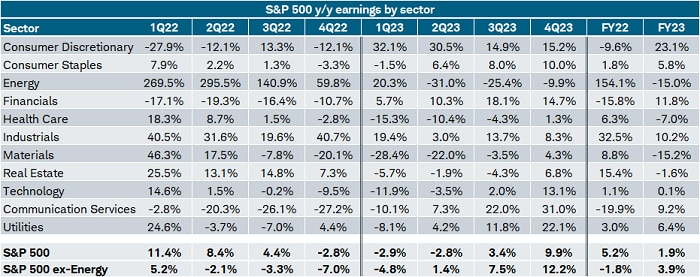 S&P 500 y/y earnings by sector
Sector 1Q22 2Q22 3Q22 4Q22 1Q23 2Q23 3Q23 4Q23 FY22 FY23
Consumer Discretionary -27.9% -12.1% 13.3% -12.1% 32.1% 30.5% 14.9% 15.2% -9.6% 23.1%
Consumer Staples 7.9% 2.2% 1.3% -3.3% -1.5% 6.4% 8.0% 10.0% 1.8% 5.8%
Energy 269.5% 295.5% 140.9% 59.8% 20.3% -31.0% -25.4% -9.9% 154.1% -15.0%
Financials -17.1% -19.3% -16.4% -10.7% 5.7% 10.3% 18.1% 14.7% -15.8% 11.8%
Health Care 18.3% 8.7% 1.5% -2.8% -15.3% -10.4% -4.3% 1.3% 6.3% -7.0%
Industrials 40.5% 31.6% 19.6% 40.7% 19.4% 3.0% 13.7% 8.3% 32.5% 10.2%
Materials 46.3% 17.5% -7.8% -20.1% -28.4% -22.0% -3.5% 4.3% 8.8% -15.2%
Real Estate 25.5% 13.1% 14.8% 7.3% -5.7% -1.9% -4.3% 6.8% 15.4% -1.6%
Technology 14.6% 1.5% -0.2% -9.5% -11.9% -3.5% 2.0% 13.1% 1.1% 0.1%
Communication Services -2.8% -20.3% -26.1% -27.2% -10.1% 7.3% 22.0% 31.0% -19.9% 9.2%
Utilities 24.6% -3.7% -7.0% 4.4% -8.1% 4.2% 11.8% 22.1% 3.0% 6.4%
S&P 500 11.4% 8.4% 4.4% -2.8% -2.9% -2.8% 3.4% 9.9% 5.2% 1.9%
S&P 500 ex-Energy 5.2% -2.1% -3.3% -7.0% -4.8% 1.4% 7.5% 12.2% -1.8% 3.9%